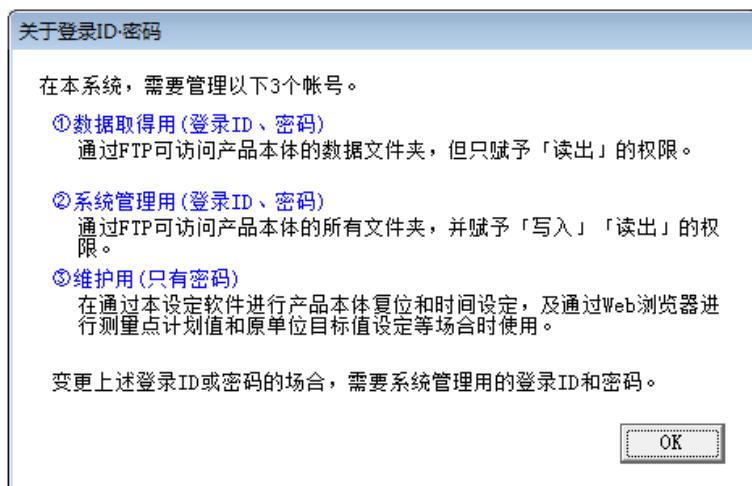 关于登录ID·密码
在本系统，需要管理以下3个帐号。
①数据取得用(登录ID、密码)
通过FTP可访问产品本体的数据文件夹，但只赋予「读出」的权限。
②系统管理用(登录ID、密码)
通过FTP可访问产品本体的所有文件夹，并赋予「写入」「读出」的权
限。
③维护用(只有密码)
在通过本设定软件进行产品本体复位和时间设定，及通过Web浏览器进
行测量点计划值和原单位目标值设定等场合时使用。
变更上述登录ID或密码的场合，需要系统管理用的登录ID和密码。
OK